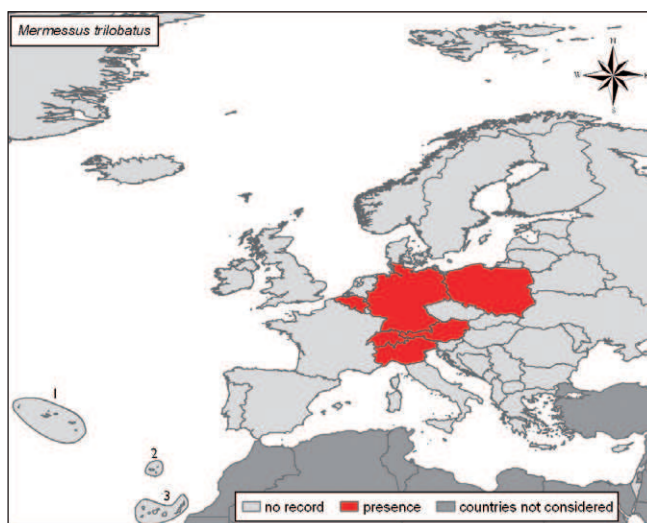 Mermessus trilobatus
N
W E
S
1
2
3
no record presence countries not considered